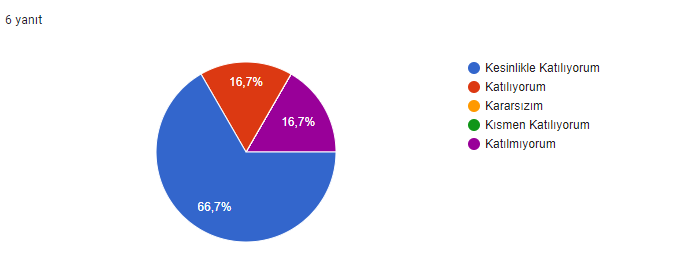 6 yanıt
16,7%
16,7%
66,7%
Kesinlikle Katılıyorum
Katılıyorum
Kararsızım
Kısmen Katılıyorum
Katılmıyorum